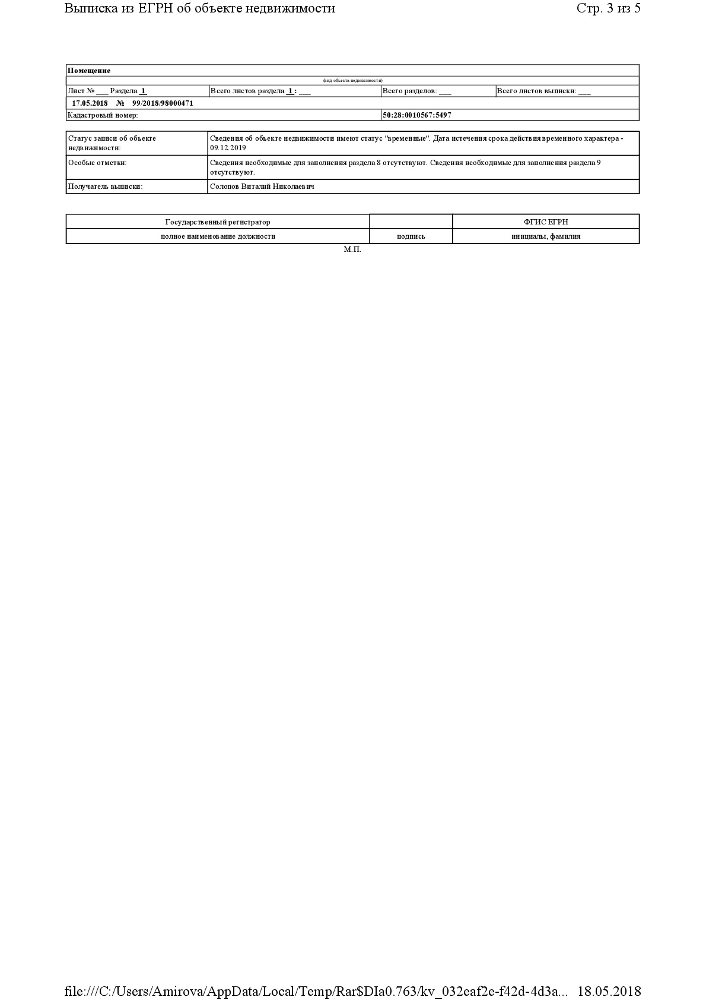 Выписка из ЕГРН об объекте недвижимости Стр. 3 из 5
Помещение
(вид объекта недвижимости)
Лист № ___ Раздела 1 Всего листов раздела 1 : ___ Всего разделов: ___ Всего листов выписки: ___
17.05.2018 № 99/2018/98000471
Кадастровый номер: 50:28:0010567:5497
Статус записи об объекте недвижимости:
Сведения об объекте недвижимости имеют статус "временные". Дата истечения срока действия временного характера -
09.12.2019
Особые отметки:
Сведения необходимые для заполнения раздела 8 отсутствуют. Сведения необходимые для заполнения раздела 9
отсутствуют.
Получатель выписки: Солопов Виталий Николаевич
Государственный регистратор ФГИС ЕГРН
полное наименование должности подпись инициалы, фамилия
М.П.
file:///C:/Users/Amirova/AppData/Local/Temp/Rar$DIa0.763/kv_032eaf2e-f42d-4d3a... 18.05.2018